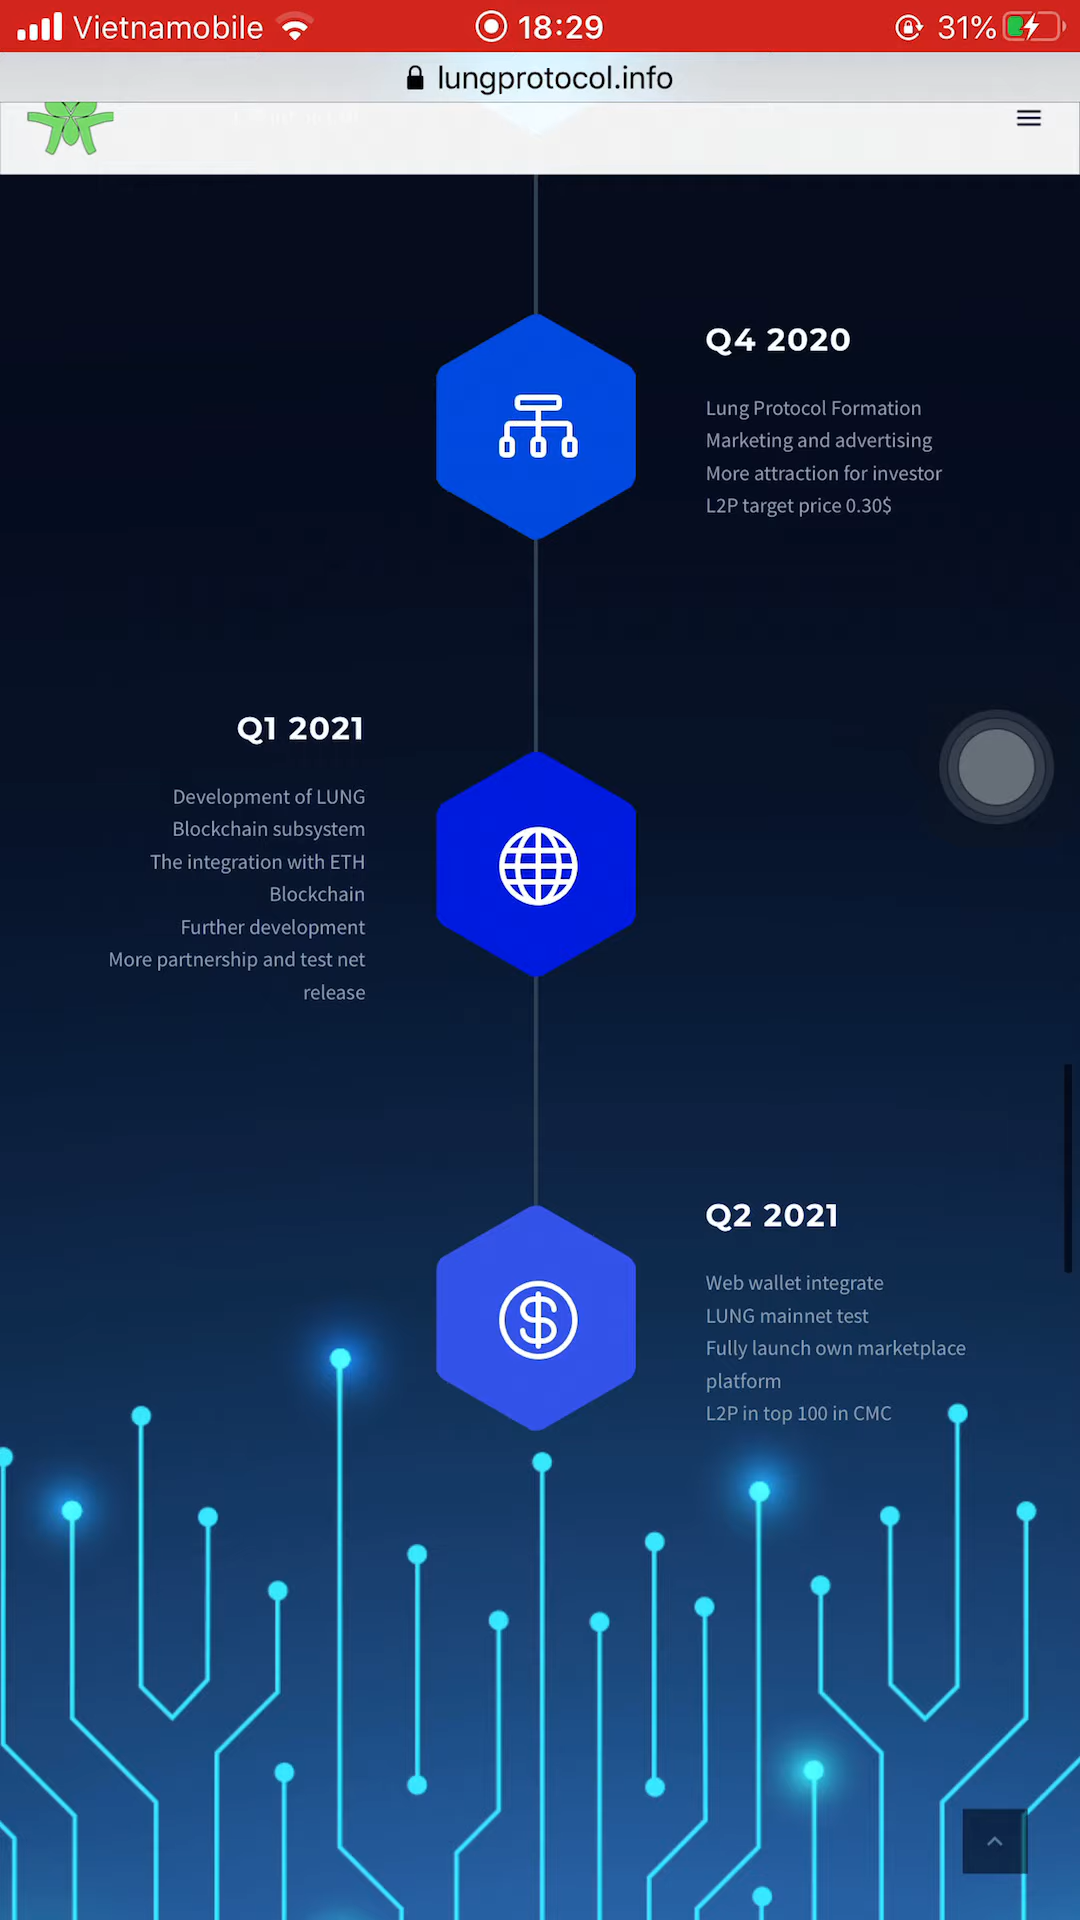 Vietnamobile 18:29 31%
lungprotocol.info
Q4 2020
Lung Protocol Formation
Marketing and advertising
More attraction for investor
L2P target price 0.30$
Q1 2021
Development of LUNG
Blockchain subsystem
The integration with ETH
Blockchain
Further development
More partnership and test net
release
Q2 2021
Web wallet integrate
LUNG mainnet test
Fully launch own marketplace
platform
L2P in top 100 in CMC